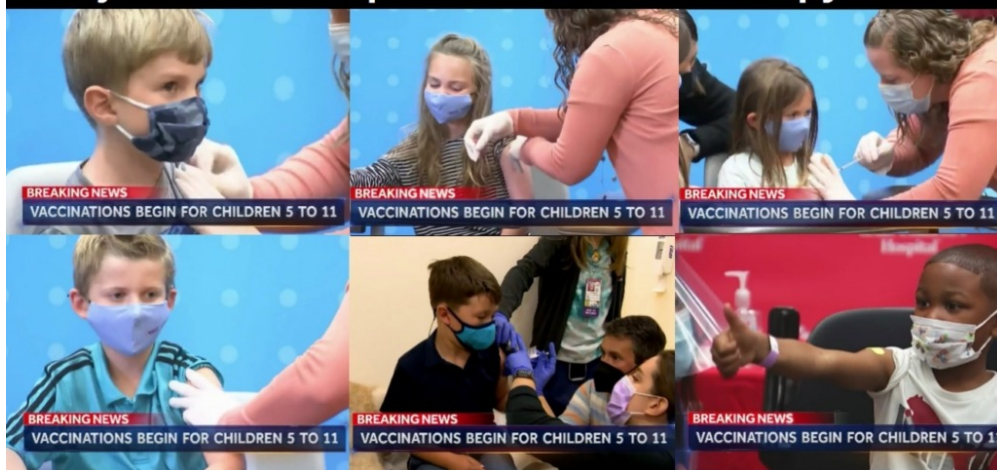 BREAKING NEWS
VACCINATIONS BEGIN FOR CHILDREN 5 TO 11
BREAKING NEWS
VACCINATIONS BEGIN FOR CHILDREN 5 TO 11
BREAKING NEWS
VACCINATIONS BEGIN FOR CHILDREN 5 TO 11
Hospital
BREAKING NEWS
VACCINATIONS BEGIN FOR CHILDREN 5 TO 11
BREAKING NEWS
VACCINATIONS BEGIN FOR CHILDREN 5 TO 11
BREAKING NEWS
VACCINATIONS BEGIN FOR CHILDREN 5 TO 1